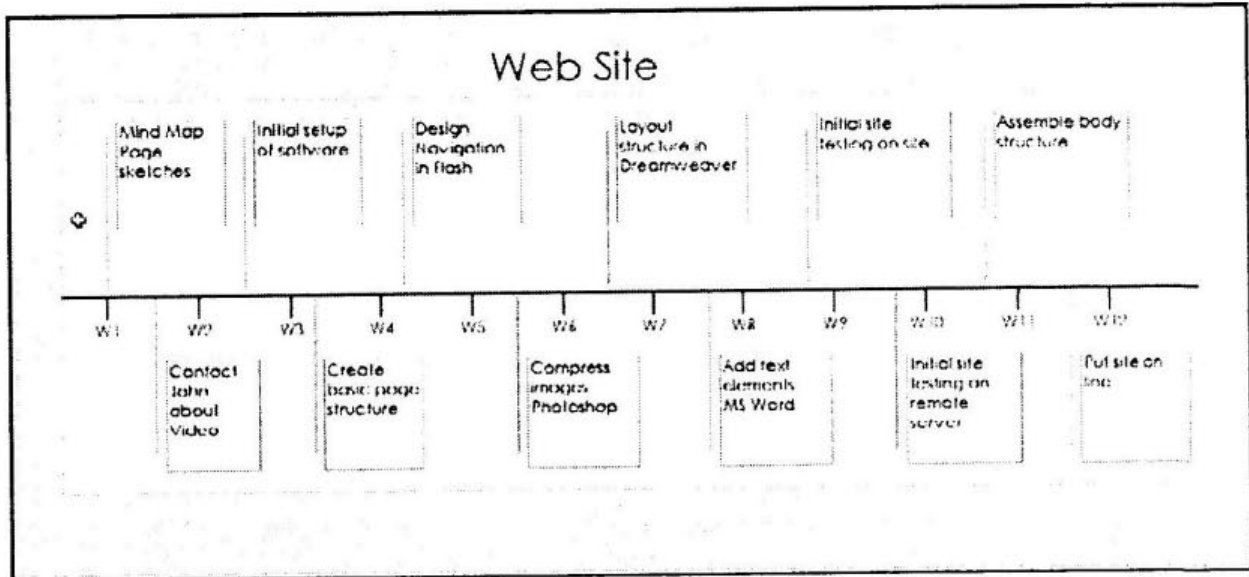 Web Site
Mind Map
Page
sketches
Initial setup
of software
Design
Navigation
in Flash
Layout
structure in
Dreamweaver
Initial site
testing on site
Assemble body
structure
W1
W2
W3
W4
W5
W6
W7
W8
W9
W10
W11
W12
Contact
John
about
Video
Create
basic page
structure
Compress
images
Photoshop
Add text
elements
MS Word
Initial site
testing on
remote
server
Put site on
line